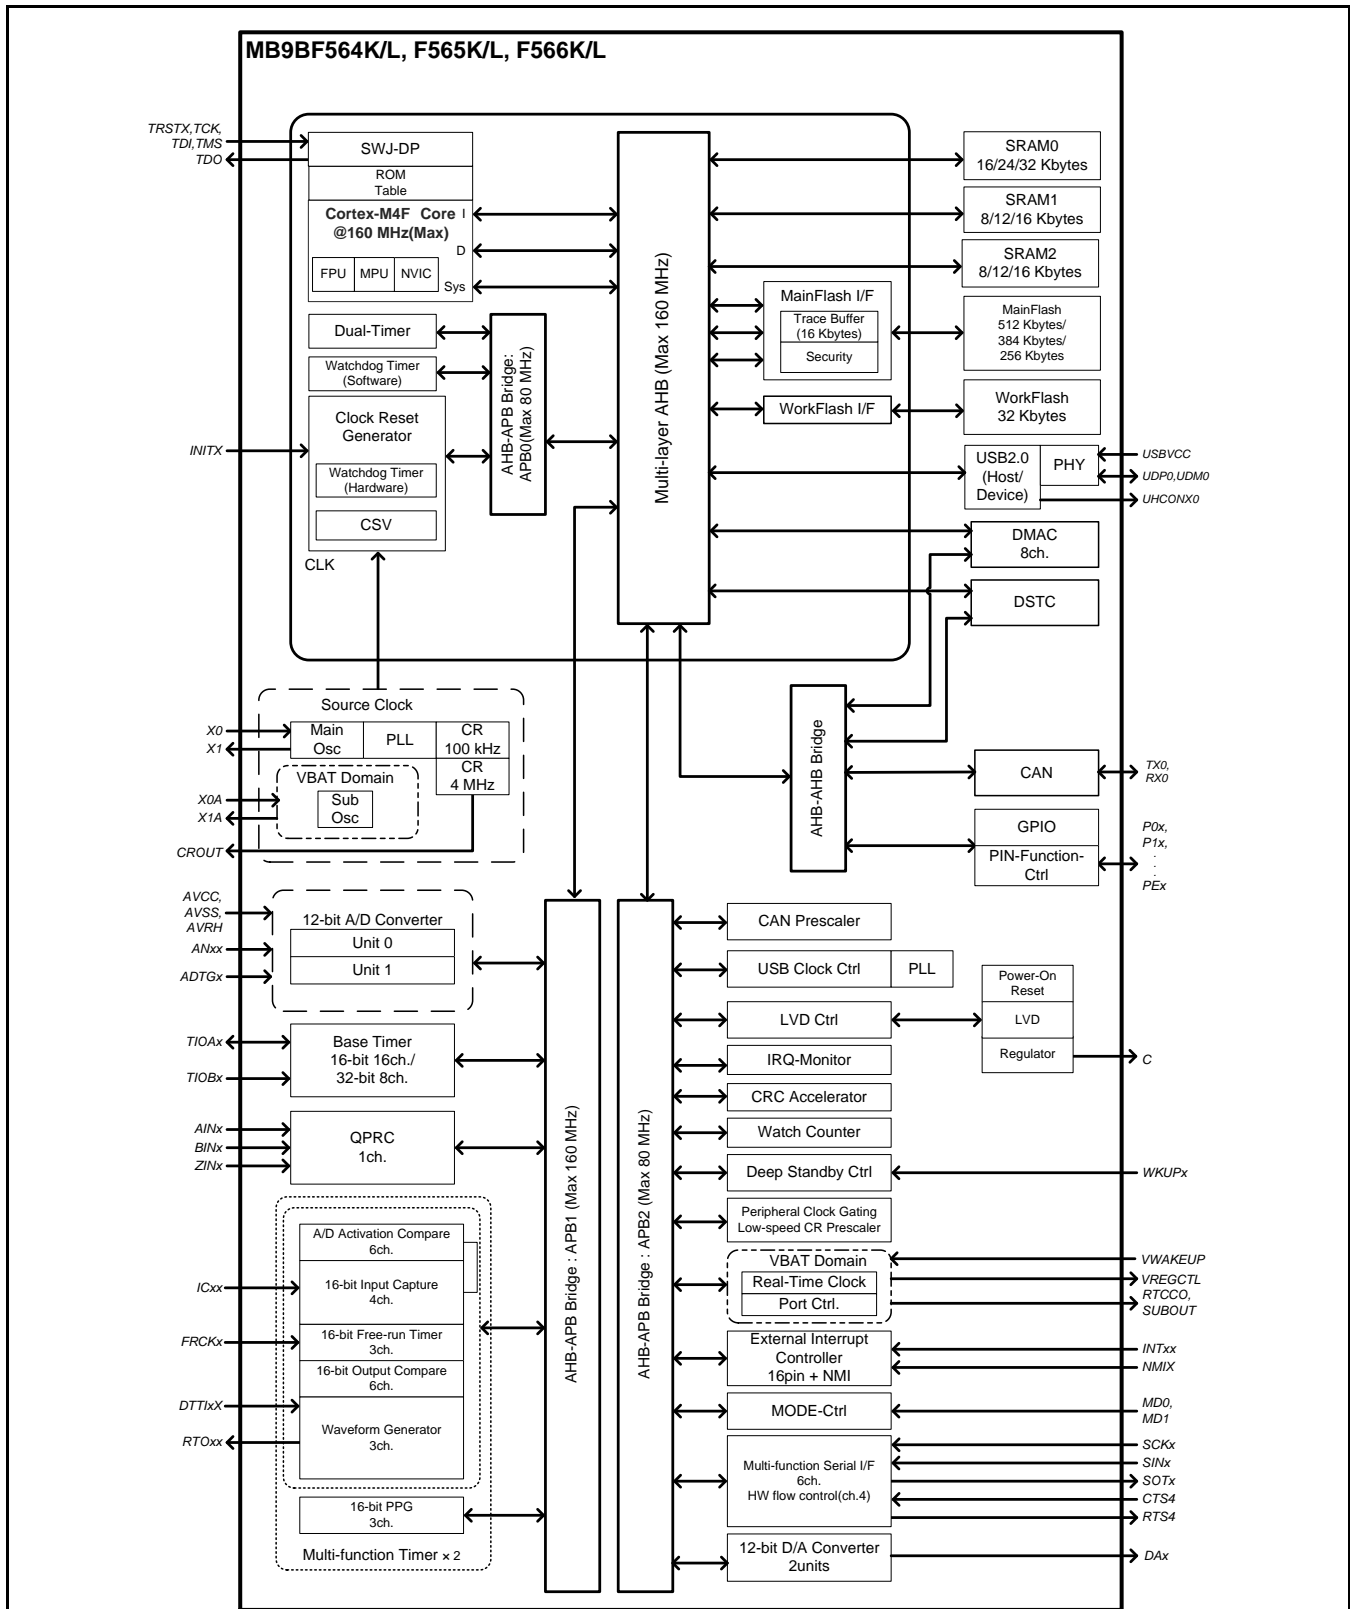 MB9BF564K/L, F565K/L, F566K/L
TRSTX,TCK,
TDI,TMS
TDO
SWJ-DP
ROM
Table
Cortex-M4F Core
@160 MHz(Max)
I
D
Sys
FPU
MPU
NVIC
Dual-Timer
Watchdog Timer
(Software)
Clock Reset
Generator
Watchdog Timer
(Hardware)
CSV
CLK
INITX
AHB-APB Bridge:
APB0(Max 80 MHz)
Multi-layer AHB (Max 160 MHz)
SRAM0
16/24/32 Kbytes
SRAM1
8/12/16 Kbytes
SRAM2
8/12/16 Kbytes
MainFlash I/F
Trace Buffer
(16 Kbytes)
Security
MainFlash
512 Kbytes/
384 Kbytes/
256 Kbytes
WorkFlash I/F
WorkFlash
32 Kbytes
USB2.0
(Host/
Device)
PHY
USBVCC
UDP0,UDM0
UHCONX0
DMAC
8ch.
DSTC
Source Clock
X0
X1
Main
Osc
PLL
CR
100 kHz
CR
4 MHz
VBAT Domain
Sub
Osc
X0A
X1A
CROUT
AHB-AHB Bridge
CAN
TX0,
RX0
GPIO
PIN-Function-
Ctrl
P0x,
P1x,
.
.
PEx
AVCC,
AVSS,
AVRH
ANxx
ADTGx
12-bit A/D Converter
Unit 0
Unit 1
TIOAx
TIOBx
Base Timer
16-bit 16ch./
32-bit 8ch.
AINx
BINx
ZINx
QPRC
1ch.
A/D Activation Compare
6ch.
16-bit Input Capture
4ch.
16-bit Free-run Timer
3ch.
16-bit Output Compare
6ch.
Waveform Generator
3ch.
16-bit PPG
3ch.
Multi-function Timer × 2
ICxx
FRCKx
DTTIxX
RTOxx
AHB-APB Bridge : APB1 (Max 160 MHz)
AHB-APB Bridge : APB2 (Max 80 MHz)
CAN Prescaler
USB Clock Ctrl
PLL
LVD Ctrl
Power-On
Reset
LVD
Regulator
C
IRQ-Monitor
CRC Accelerator
Watch Counter
Deep Standby Ctrl
WKUPx
Peripheral Clock Gating
Low-speed CR Prescaler
VBAT Domain
Real-Time Clock
Port Ctrl.
VWAKEUP
VREGCTL
RTCCO,
SUBOUT
External Interrupt
Controller
16pin + NMI
INTxx
NMIX
MODE-Ctrl
MD0,
MD1
Multi-function Serial I/F
6ch.
HW flow control(ch.4)
SCKx
SINx
SOTx
CTS4
RTS4
12-bit D/A Converter
2units
DAx